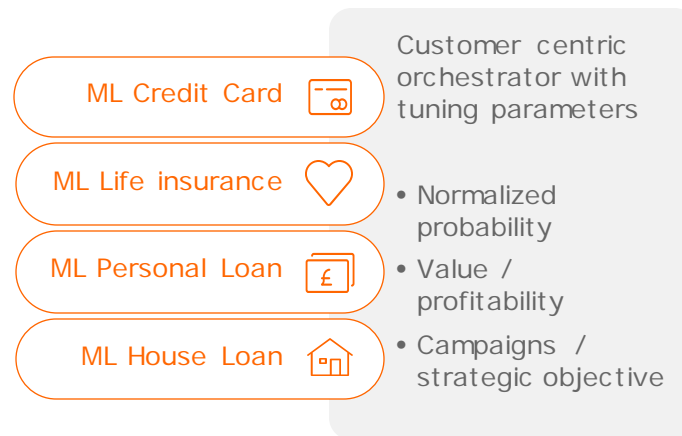 ML Credit Card
ML Life insurance
ML Personal Loan
£
ML House Loan
Customer centric
orchestrator with
tuning parameters
• Normalized
probability
• Value /
profitability
• Campaigns /
strategic objective